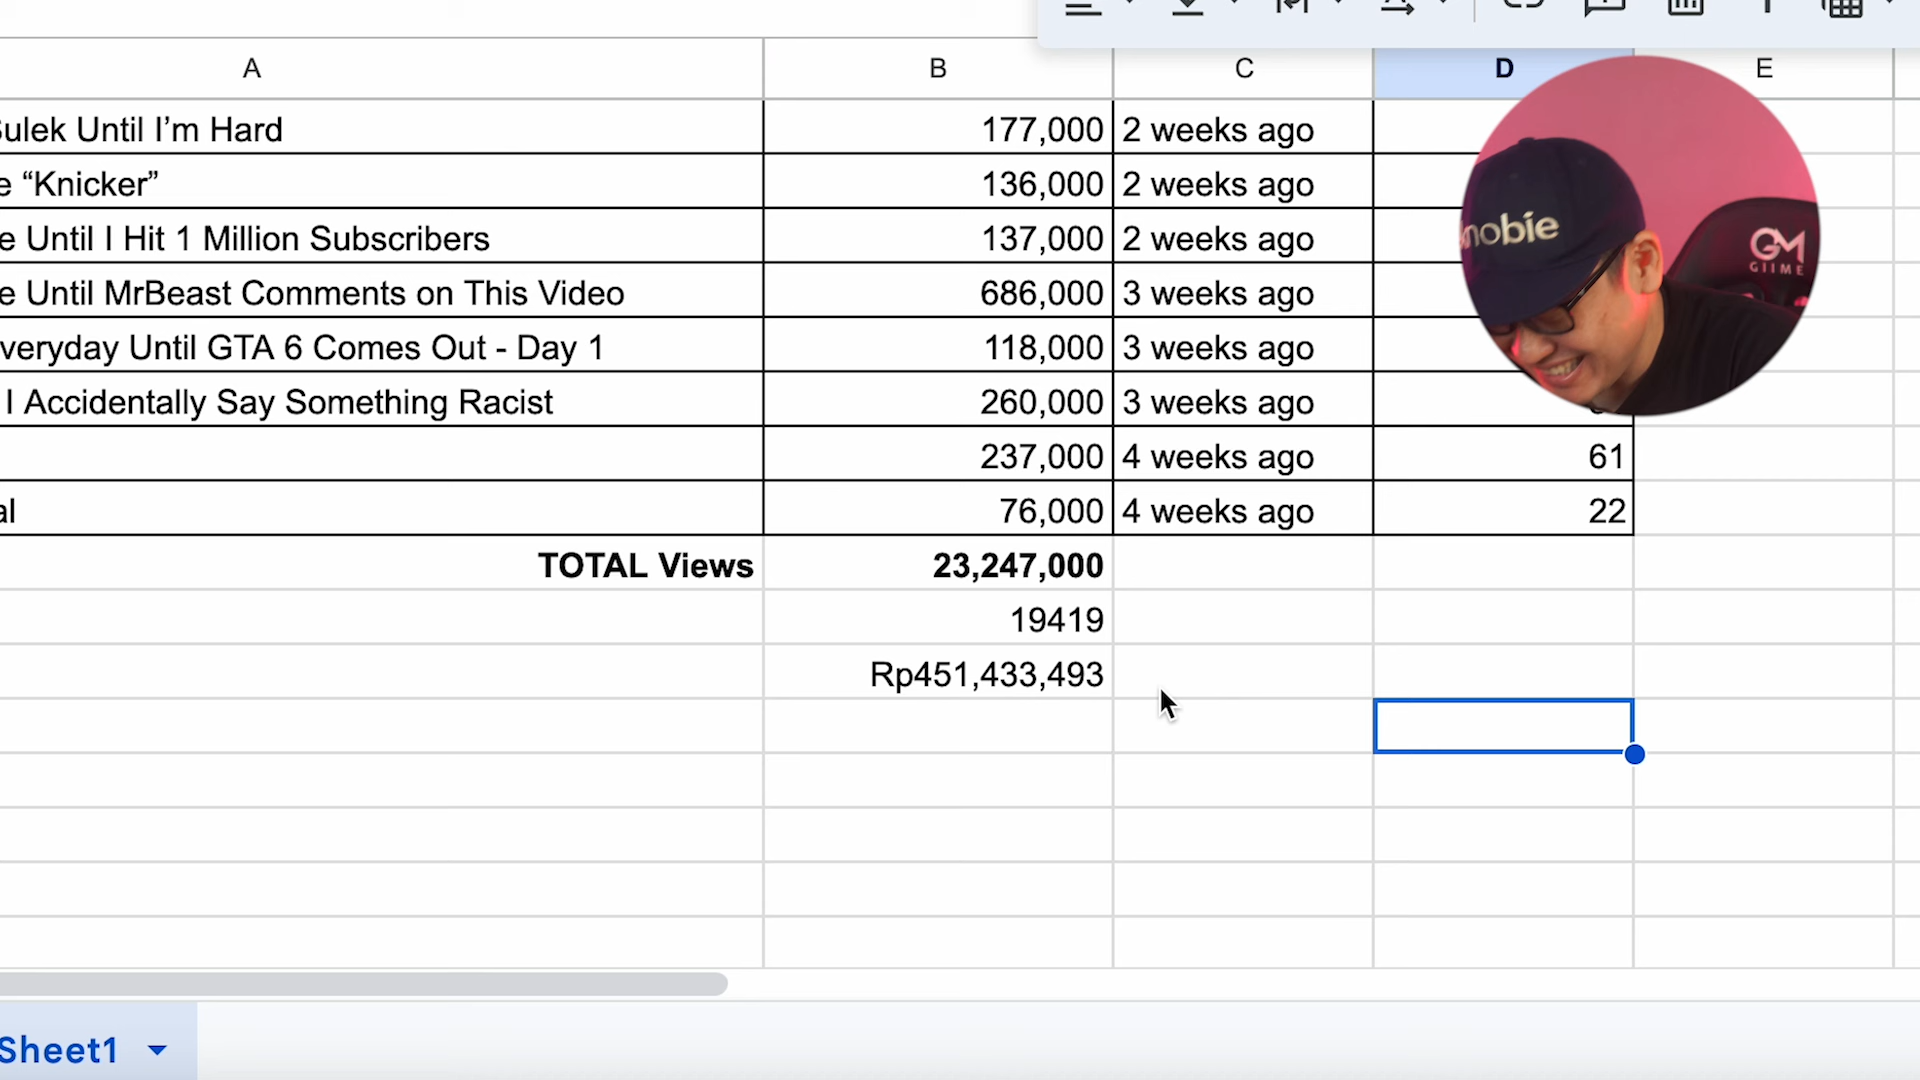 A B C D E
Sulek Until I’m Hard 177,000 2 weeks ago
e “Knicker” 136,000 2 weeks ago
e Until I Hit 1 Million Subscribers 137,000 2 weeks ago
e Until MrBeast Comments on This Video 686,000 3 weeks ago
veryday Until GTA 6 Comes Out - Day 1 118,000 3 weeks ago
I Accidentally Say Something Racist 260,000 3 weeks ago
237,000 4 weeks ago 61
al 76,000 4 weeks ago 22
TOTAL Views 23,247,000
19419
Rp451,433,493
nobie
GM
GIIME
Sheet1